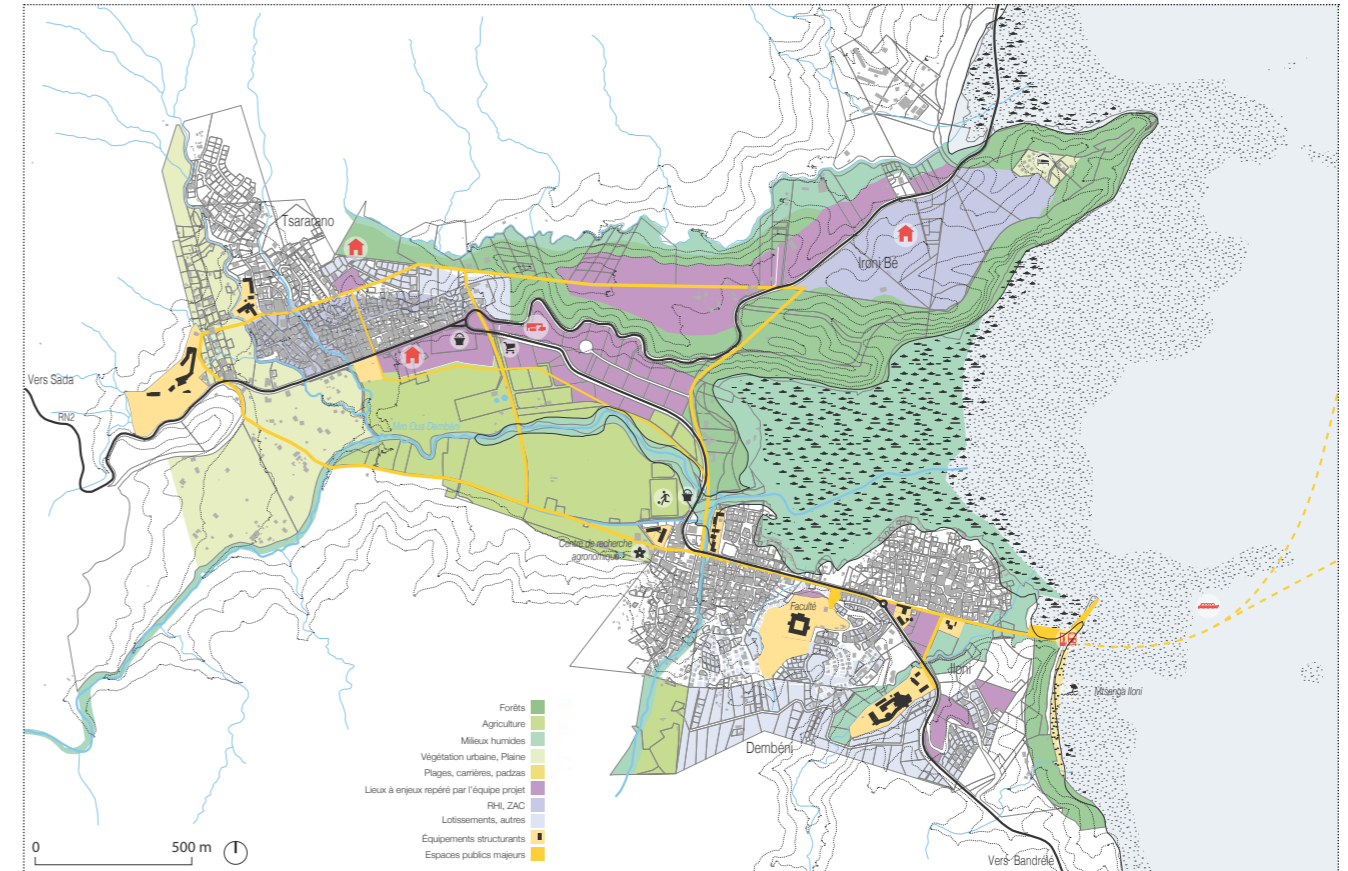 Tsararano
Ironi Bé
Vers Sada
RN2
Mro Oua Dembéni
Centre de recherche
agronomique
Faculté
Iloni
Mtsanga Iloni
Dembéni
Forêts
Agriculture
Milieux humides
Végétation urbaine, Plaine
Plages, carrières, padzas
Lieux à enjeux repéré par l'équipe projet
RHI, ZAC
Lotissements, autres
Équipements structurants
Espaces publics majeurs
0 500 m
Vers Bandrélé